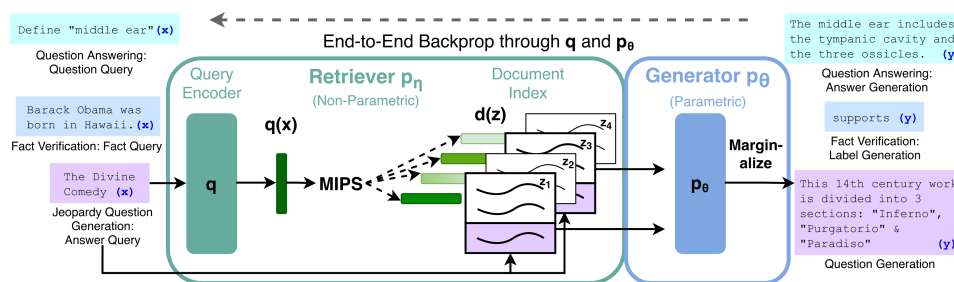 End-to-End Backprop through q and pθ
Define "middle ear"(x)
Question Answering:
Question Query
Barack Obama was
born in Hawaii.(x)
Fact Verification: Fact Query
The Divine
Comedy (x)
Jeopardy Question
Generation:
Answer Query
Query
Encoder
q
Retriever pη
(Non-Parametric)
q(x)
MIPS
Document
Index
d(z)
z4
z3
z2
z1
Generator pθ
(Parametric)
pθ
Margin-
alize
The middle ear includes
the tympanic cavity and
the three ossicles. (y)
Question Answering:
Answer Generation
supports (y)
Fact Verification:
Label Generation
This 14th century work
is divided into 3
sections: "Inferno",
"Purgatorio" &
"Paradiso" (y)
Question Generation